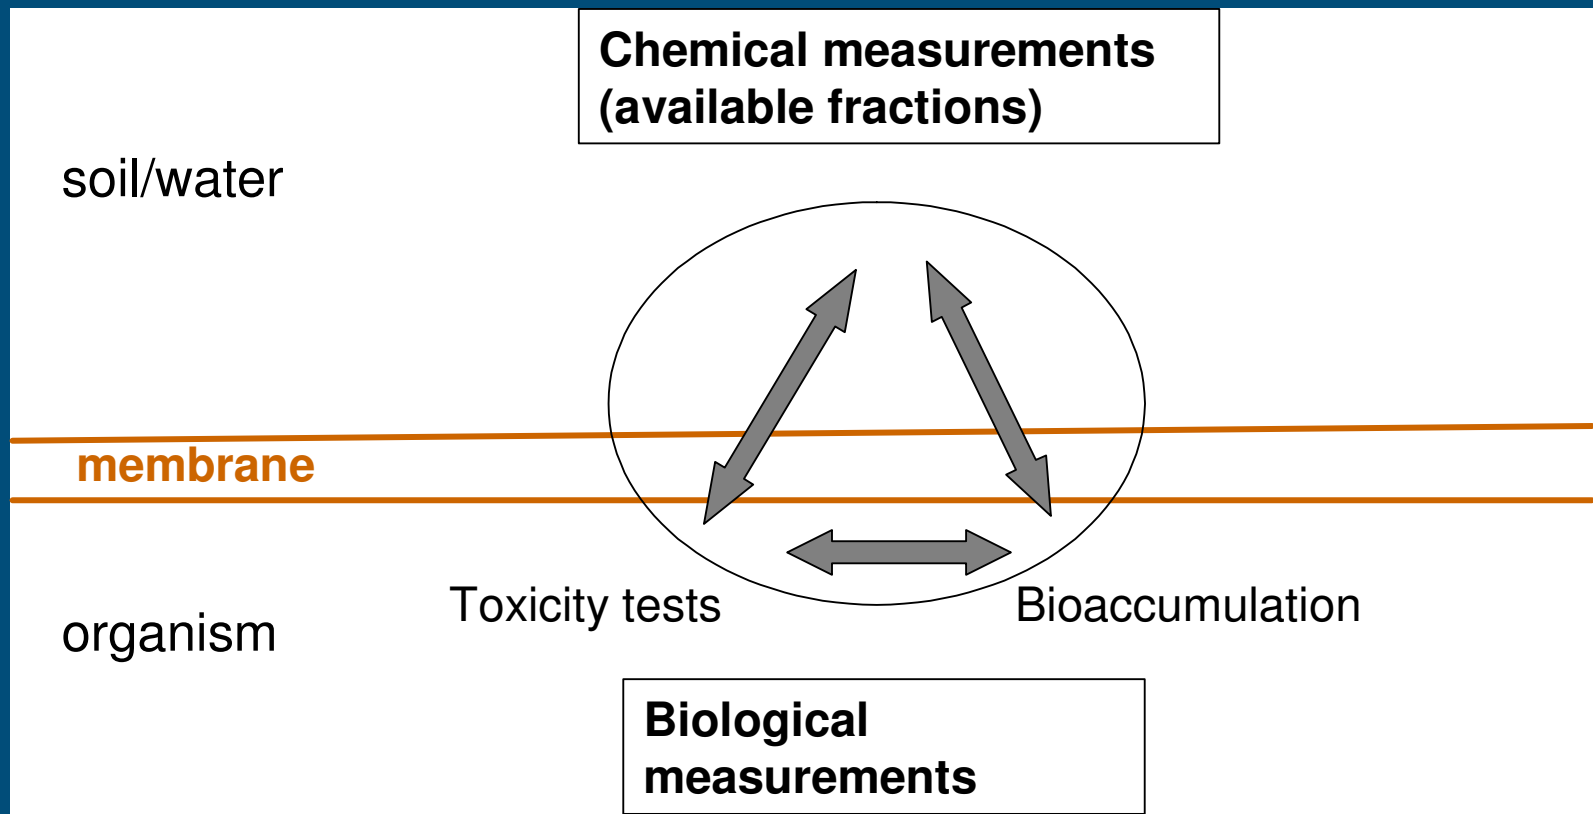 Chemical measurements
(available fractions)
soil/water
membrane
Toxicity tests
Bioaccumulation
organism
Biological
measurements